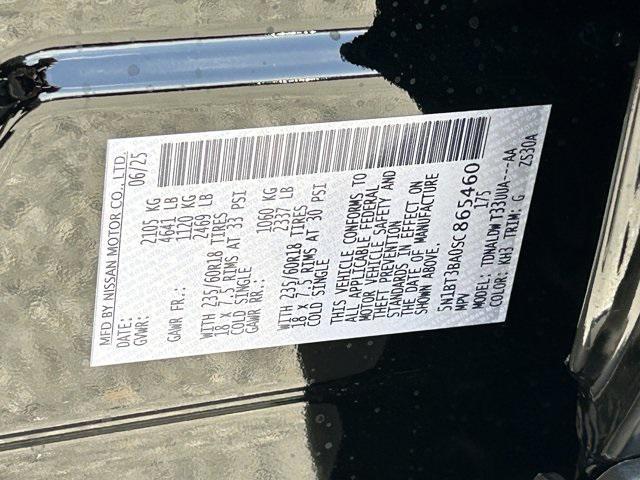 MFD BY NISSAN MOTOR CO., LTD.
DATE: 06/25
GVWR: 2105 KG
4641 LB
GAWR FR.: 1120 KG
2469 LB
WITH 235/60R18 TIRES
18 X 7.5 RIMS AT 33 PSI
COLD SINGLE
GAWR RR.: 1060 KG
2337 LB
WITH 235/60R18 TIRES
18 X 7.5 RIMS AT 30 PSI
COLD SINGLE
THIS VEHICLE CONFORMS TO
ALL APPLICABLE FEDERAL
MOTOR VEHICLE SAFETY AND
THEFT PREVENTION
STANDARDS IN EFFECT ON
THE DATE OF MANUFACTURE
SHOWN ABOVE.
5N1BT3BA0SC865460
MPV 175
MODEL: TDNALDW T33UUA---AA
COLOR: KH3 TRIM: G ZS30A